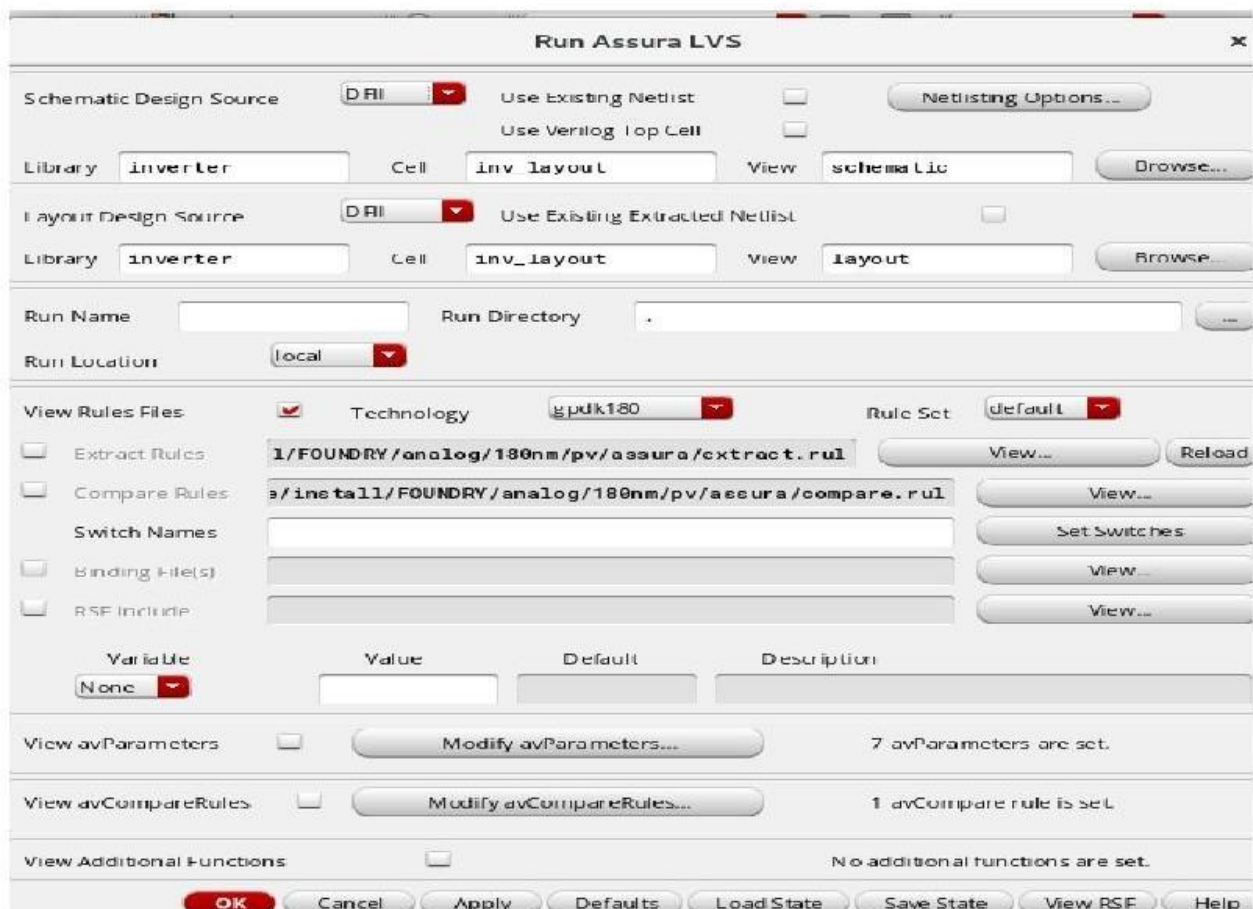 Run Assura LVS ×
Schematic Design Source DFII Use Existing Netlist Netlisting Options...
Use Verilog Top Cell
Library inverter Cell inv_layout View schematic Browse...
Layout Design Source DFII Use Existing Extracted Netlist
Library inverter Cell inv_layout View layout Browse...
Run Name Run Directory . ...
Run Location local
View Rules Files Technology gpdk180 Rule Set default
Extract Rules l/FOUNDRY/analog/180nm/pv/assura/extract.rul View... Reload
Compare Rules e/install/FOUNDRY/analog/180nm/pv/assura/compare.rul View...
Switch Names Set Switches
Binding File(s) View...
RSF Include View...
Variable Value Default Description
None
View avParameters Modify avParameters... 7 avParameters are set.
View avCompareRules Modify avCompareRules... 1 avCompare rule is set.
View Additional Functions No additional functions are set.
OK Cancel Apply Defaults Load State Save State View RSF Help